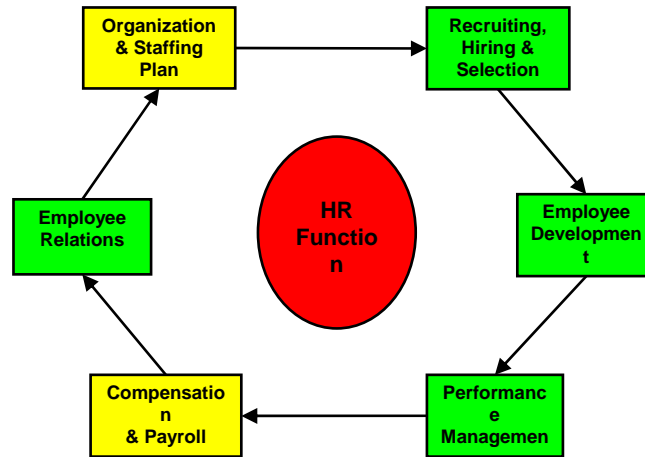 Organization
& Staffing
Plan
Recruiting,
Hiring &
Selection
HR
Functio
n
Employee
Relations
Employee
Developmen
t
Compensatio
n
& Payroll
Performanc
e
Managemen